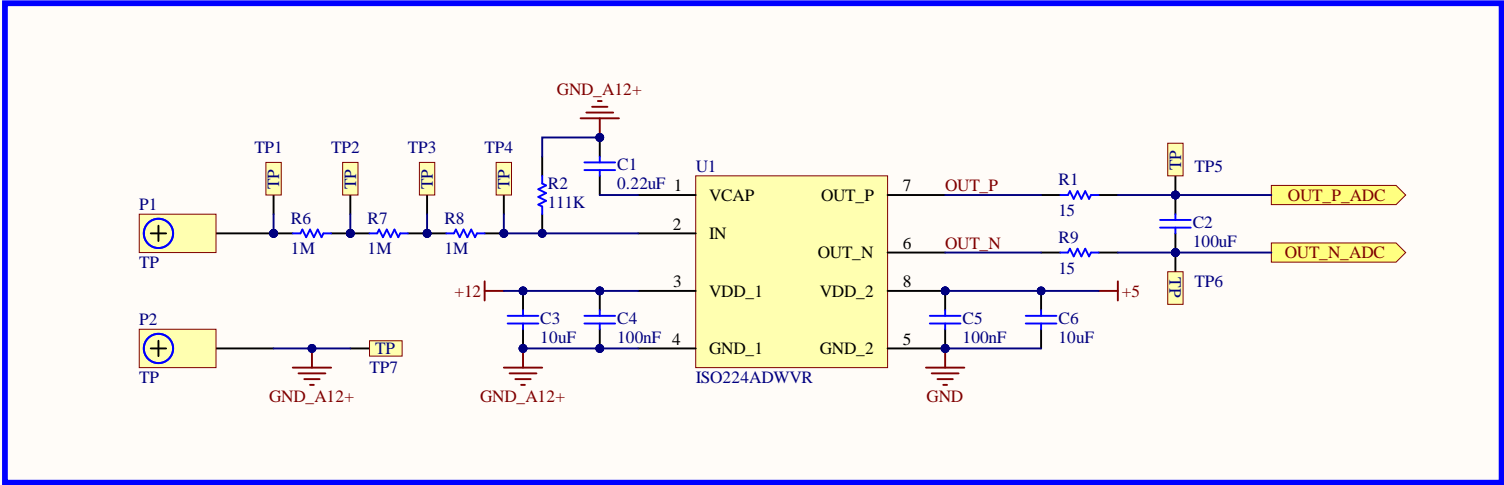 GND_A12+
TP1
TP2
TP3
TP4
TP
TP
TP
TP
TP
TP5
C1
0.22uF
R2
111K
U1
P1
TP
R6
1M
R7
1M
R8
1M
1
VCAP
OUT_P
7
OUT_P
R1
15
OUT_P_ADC
2
IN
OUT_N
6
OUT_N
R9
15
C2
100uF
OUT_N_ADC
TP
TP6
+12
3
VDD_1
VDD_2
8
+5
C3
10uF
C4
100nF
C5
100nF
C6
10uF
4
GND_1
GND_2
5
P2
TP
TP
TP7
GND_A12+
GND_A12+
ISO224ADWVR
GND